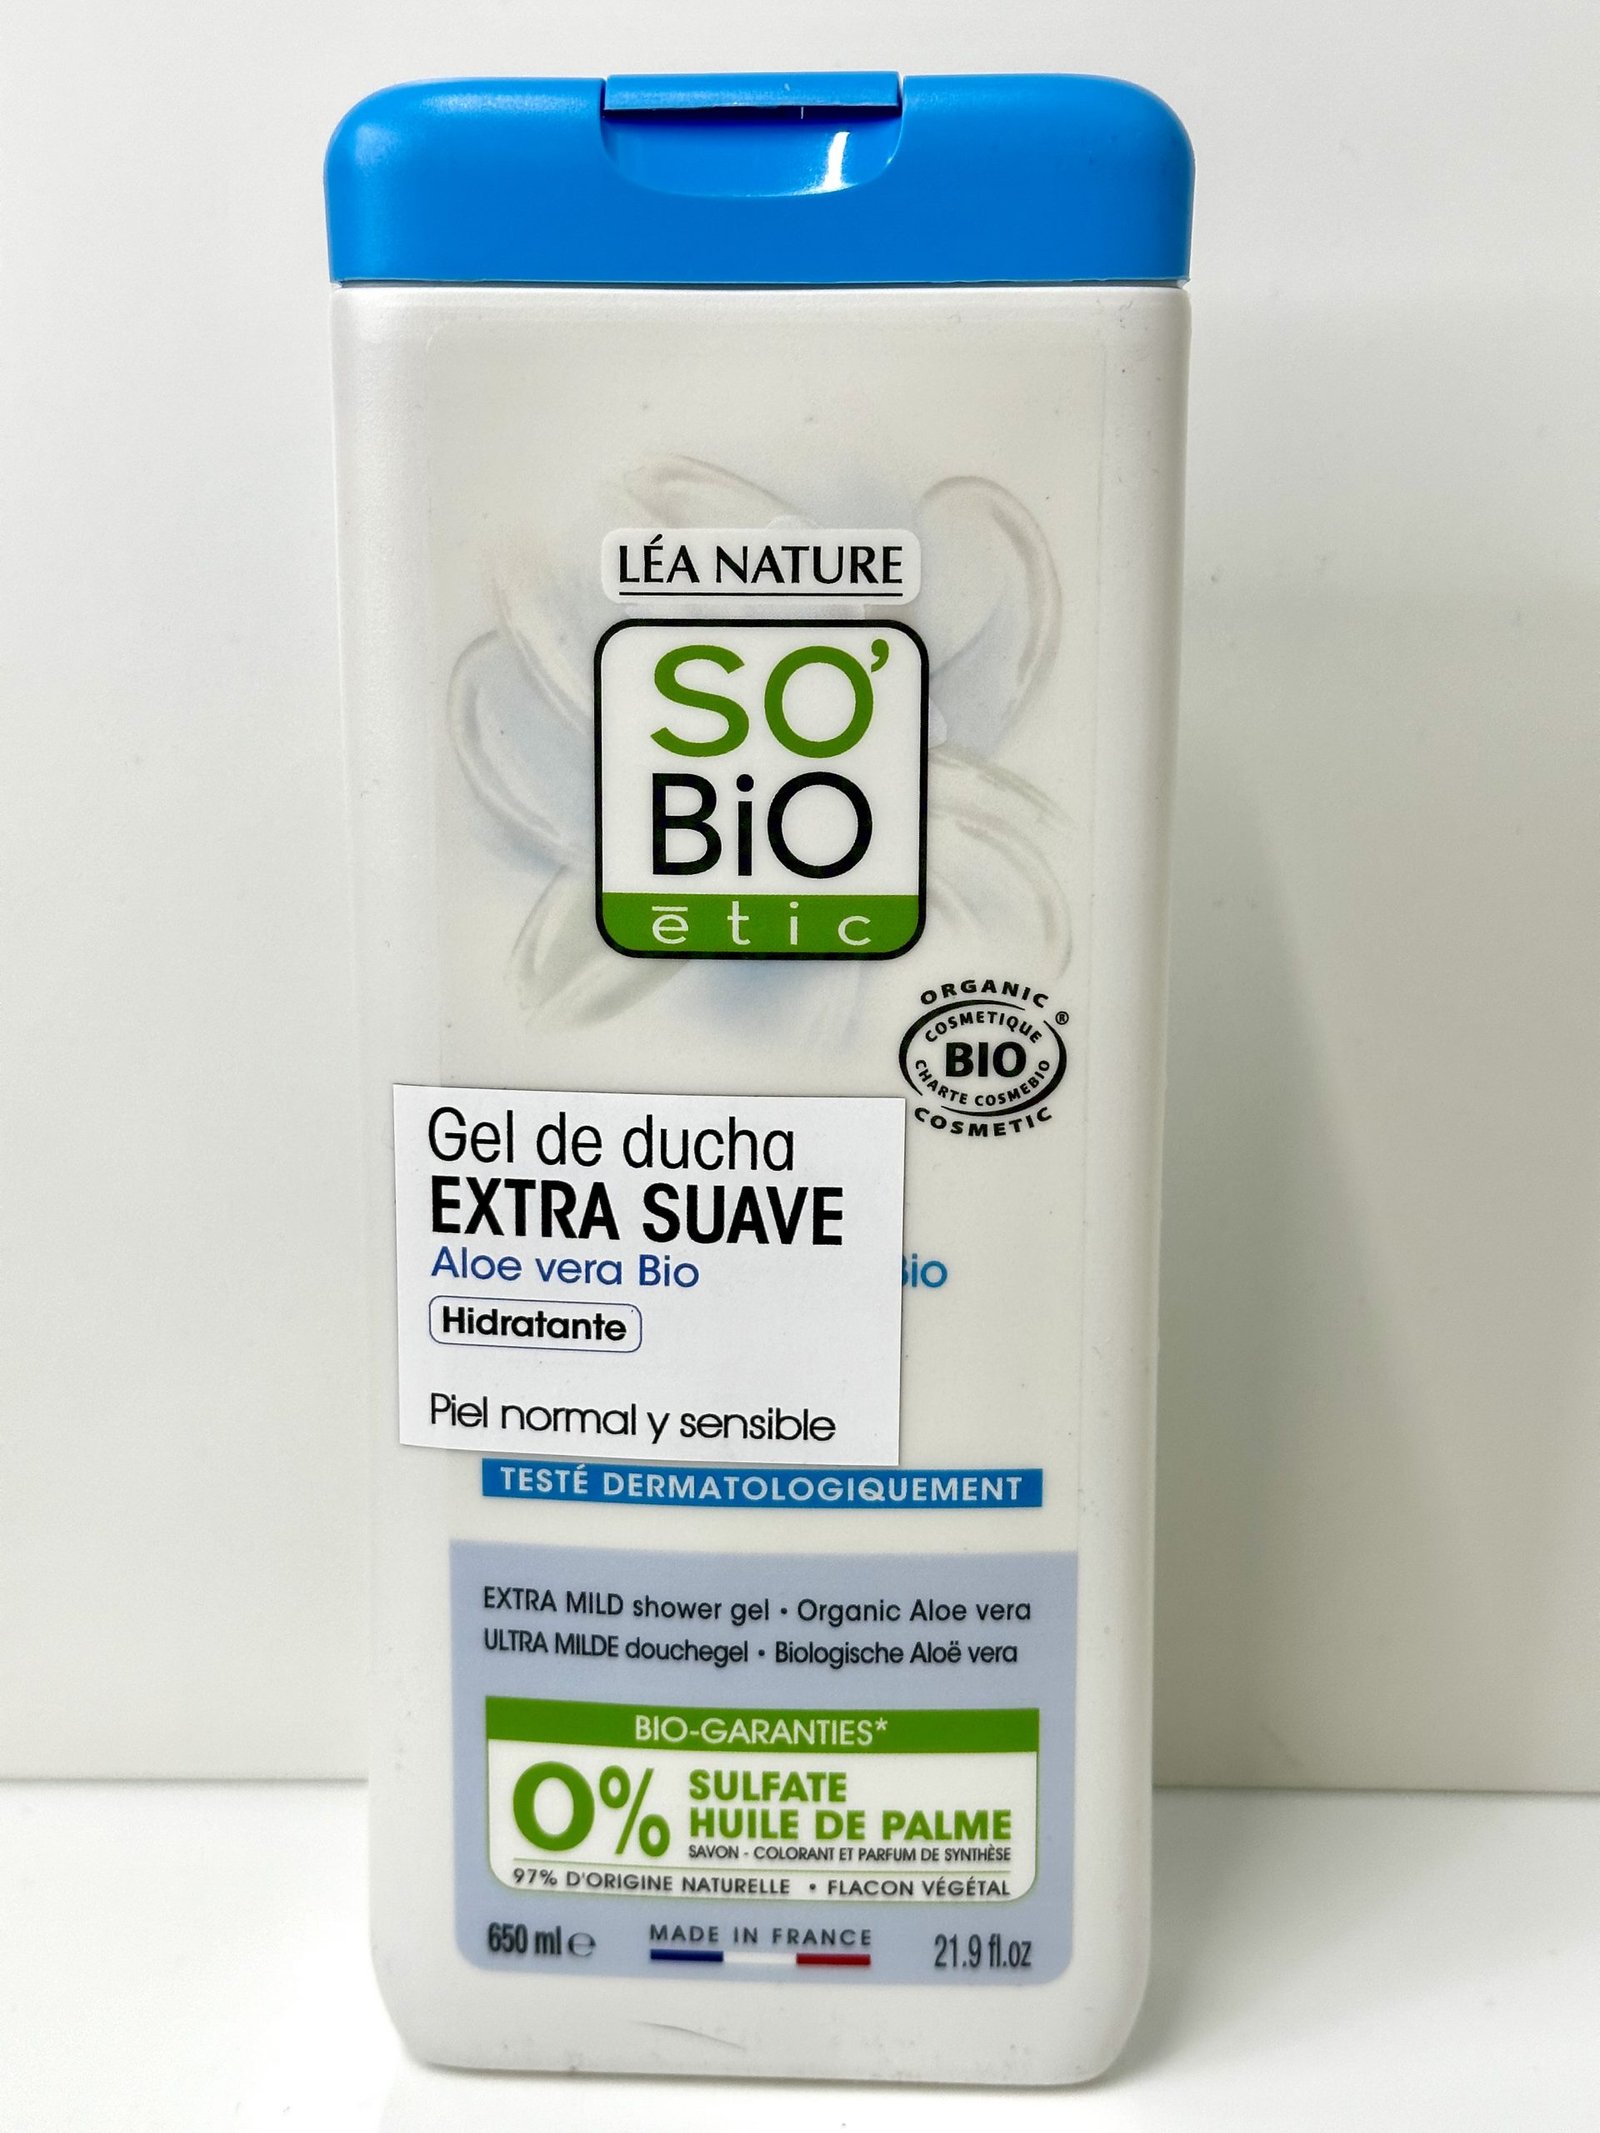 LÉA NATURE
SO'
BiO
ētic
ORGANIC
COSMETIQUE ®
BIO
CHARTE COSMEBIO
COSMETIC
Gel de ducha
EXTRA SUAVE
Aloe vera Bio
Bio
Hidratante
Piel normal y sensible
TESTÉ DERMATOLOGIQUEMENT
EXTRA MILD shower gel • Organic Aloe vera
ULTRA MILDE douchegel • Biologische Aloë vera
BIO-GARANTIES*
0% SULFATE
HUILE DE PALME
SAVON - COLORANT ET PARFUM DE SYNTHÈSE
97% D'ORIGINE NATURELLE • FLACON VÉGÉTAL
650 ml ℮ MADE IN FRANCE 21.9 fl.oz